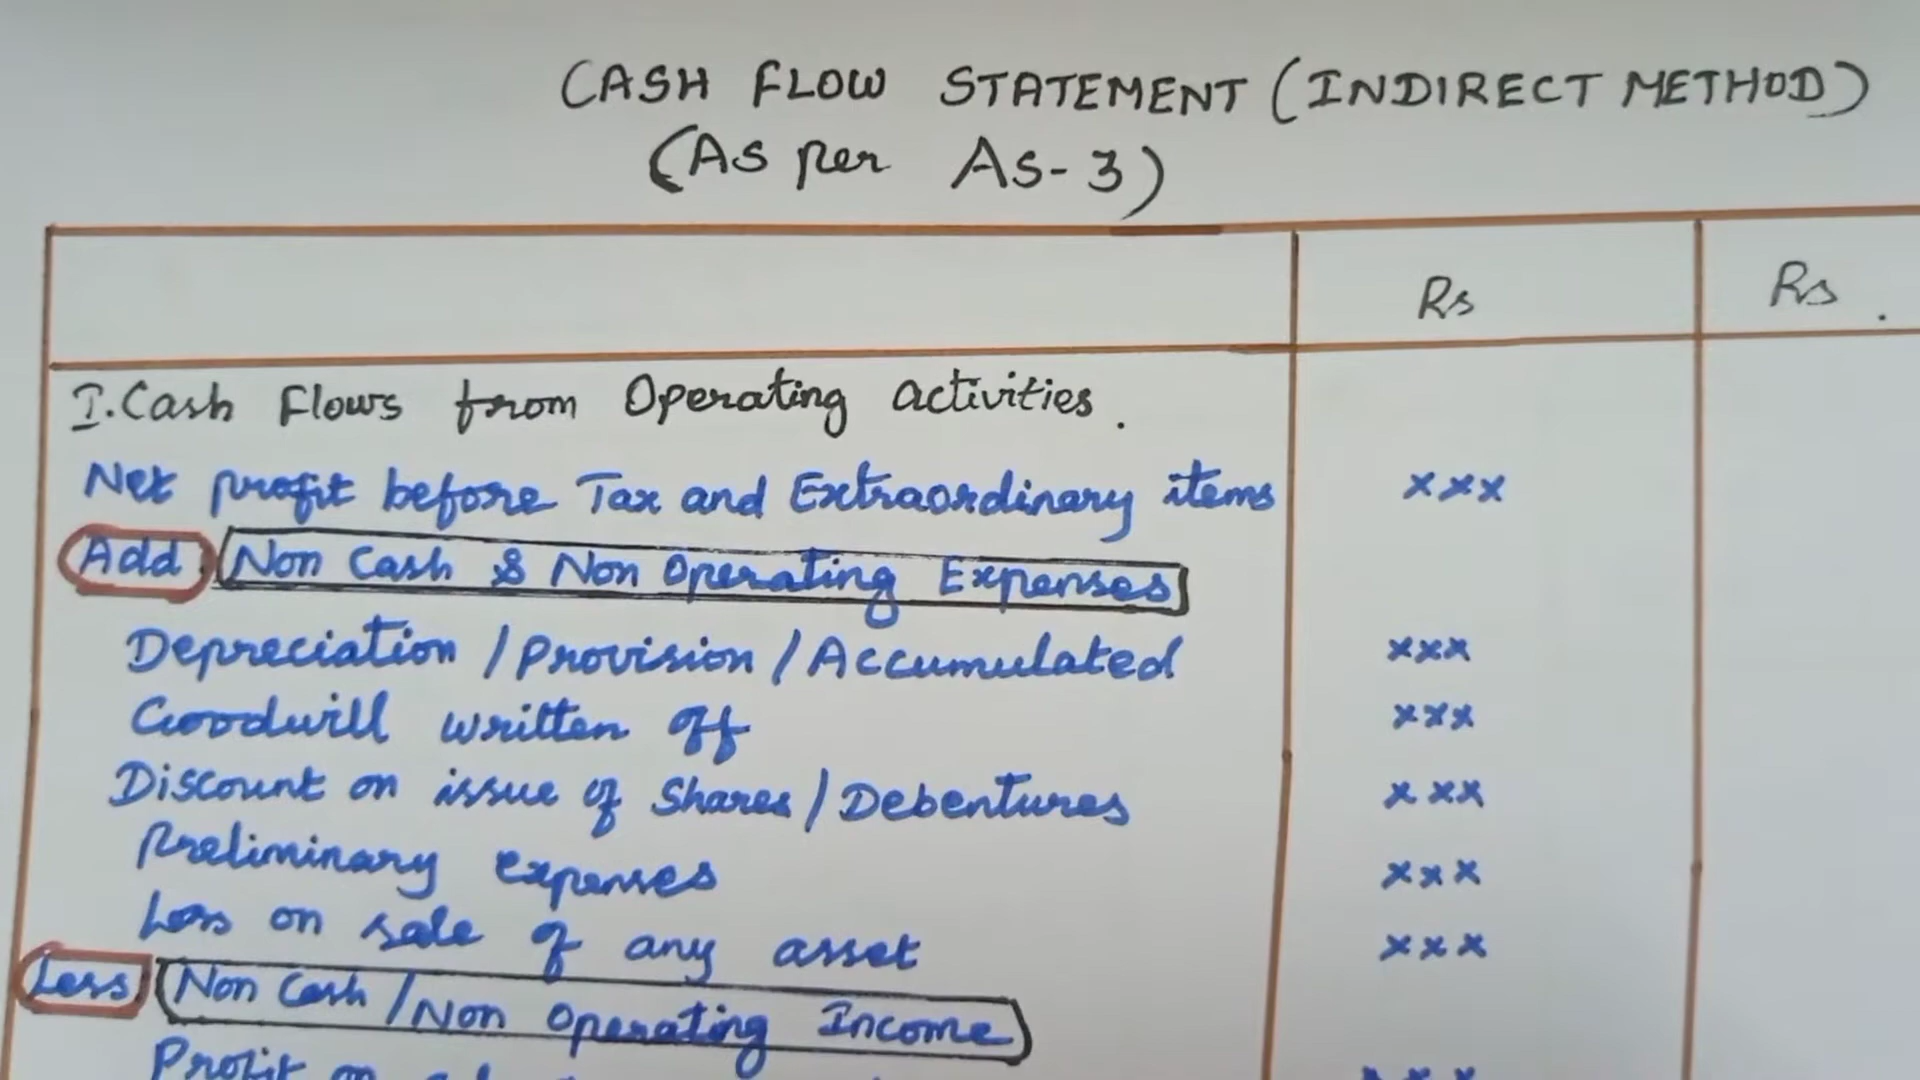 CASH FLOW STATEMENT (INDIRECT METHOD)
(AS per AS-3)
Rs Rs.
I. Cash Flows from Operating activities.
Net profit before Tax and Extraordinary items xxx
Add Non Cash & Non Operating Expenses
Depreciation / Provision / Accumulated xxx
Goodwill written off xxx
Discount on issue of Shares / Debentures xxx
Preliminary expenses xxx
Loss on sale of any asset xxx
Less Non Cash / Non Operating Income
Profit on xxx